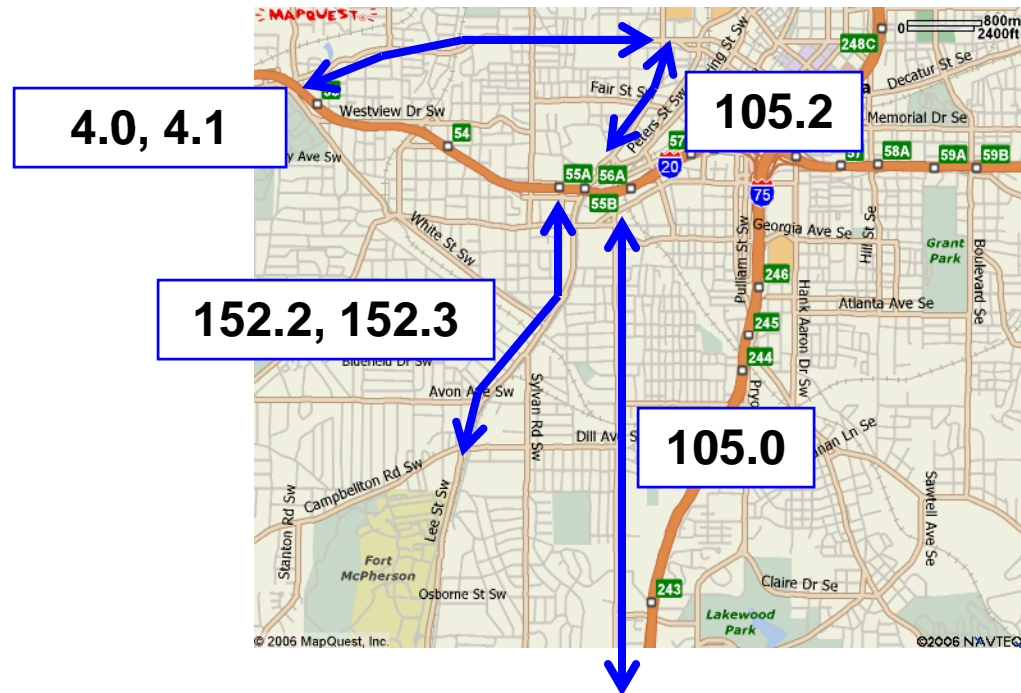 MAPQUEST
0 800m
2400ft
248C
Decatur St Se
Fair St
Peters St Sw
105.2
4.0, 4.1
Westview Dr Sw
Memorial Dr Se
54
57
20
58A
59A
59B
55A
56A
55B
75
White St Sw
Georgia Ave Se
Pulliam St Sw
Hill St Se
Grant
Park
Boulevard Se
246
Hank Aaron Dr Sw
Atlanta Ave Se
152.2, 152.3
245
244
Avon Ave Sw
Sylvan Rd Sw
Dill Ave S
105.0
Campbellton Rd Sw
Stanton Rd Sw
Lee St Sw
Sawtell Ave Se
Fort
McPherson
Osborne St Sw
243
Claire Dr Se
Lakewood
Park
© 2006 MapQuest, Inc.
©2006 NAVTEQ